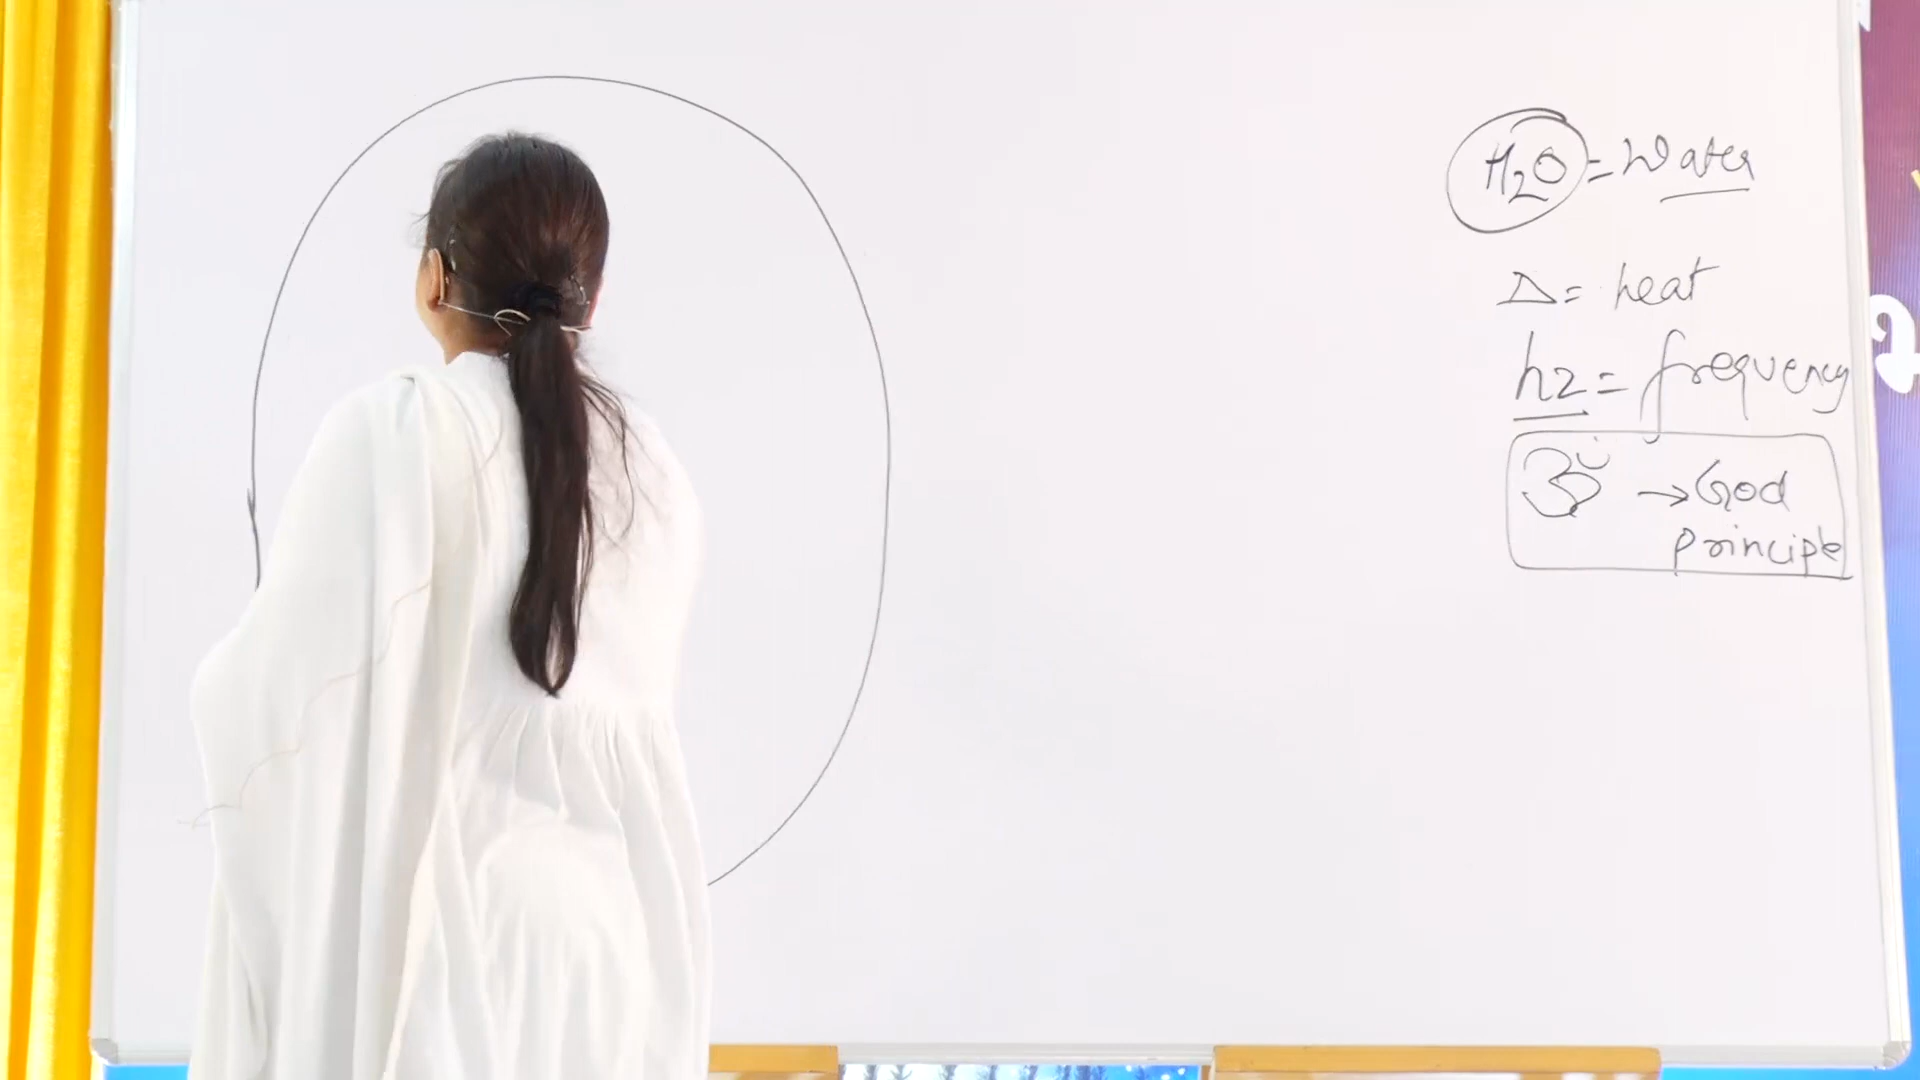 H2O = Water
Δ = heat
hz = frequency
ॐ → God
principle